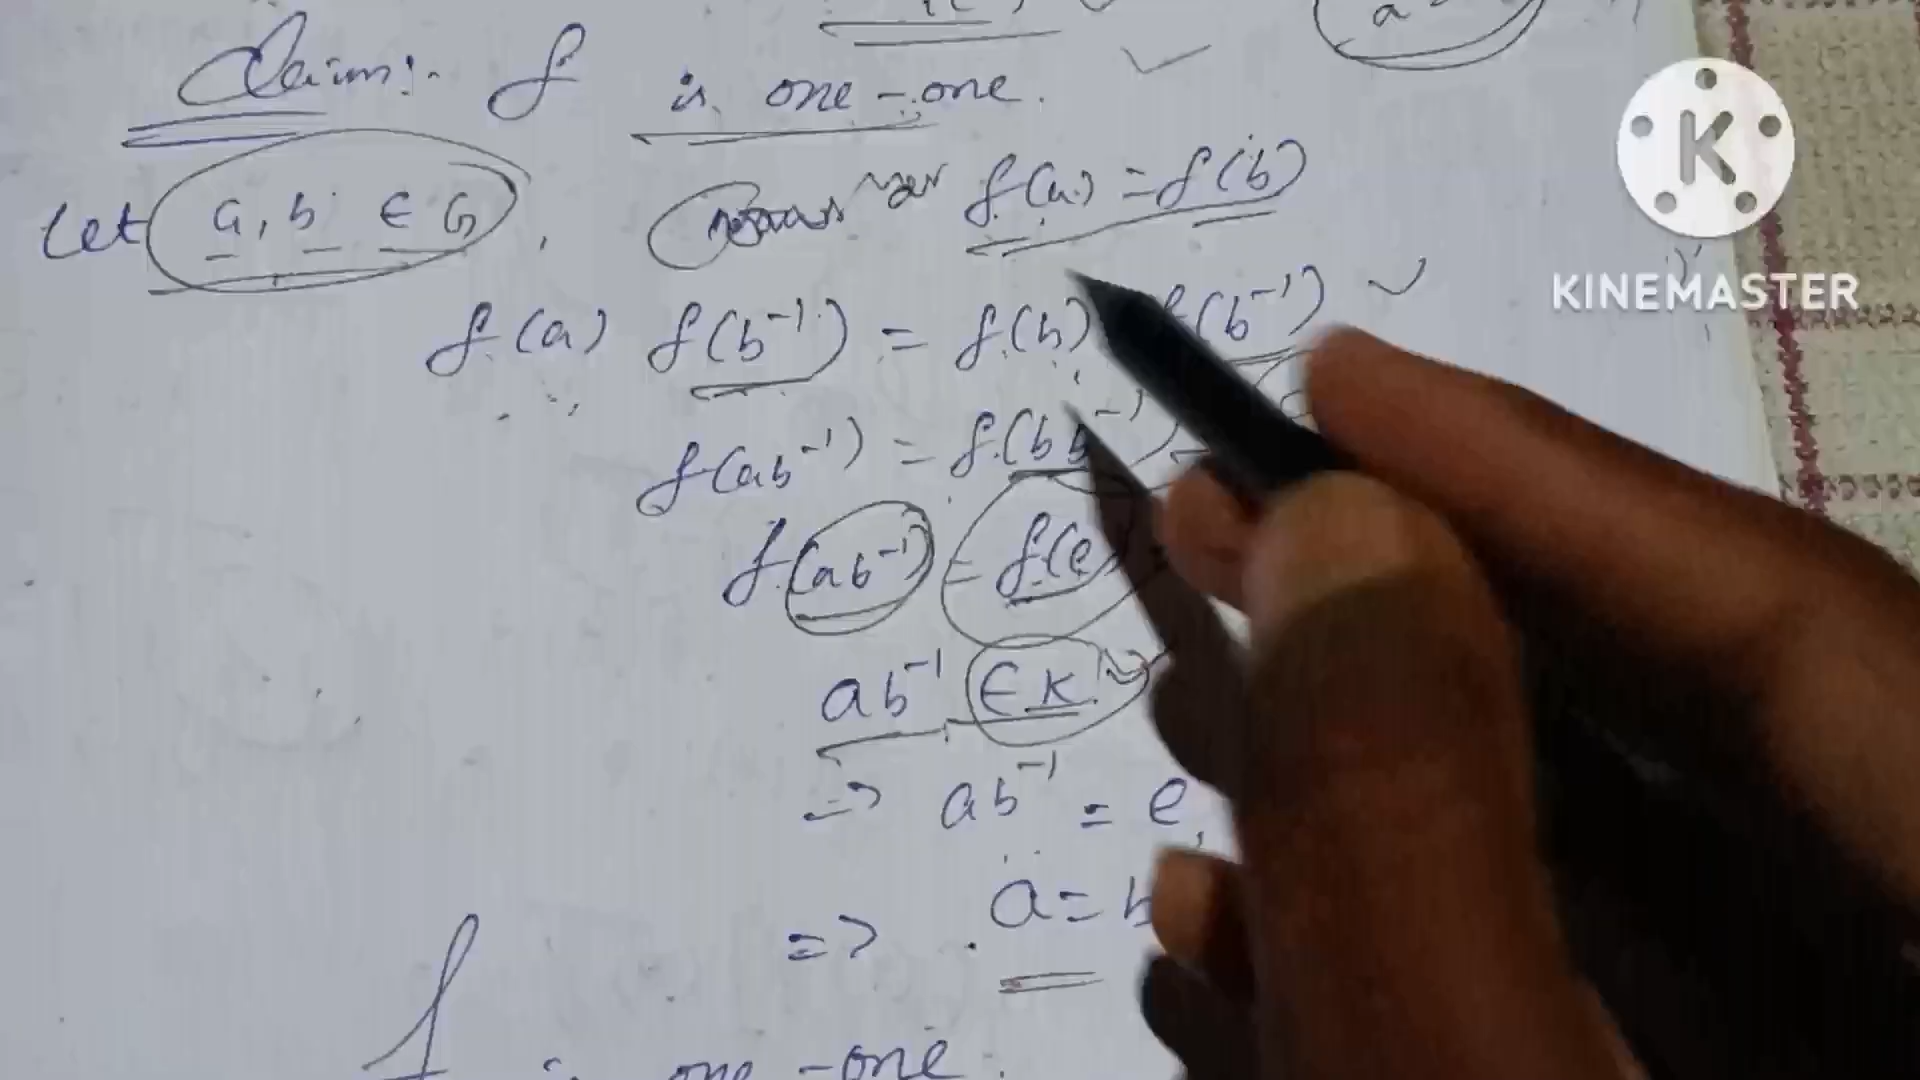 Claim:- f is one-one.
Let a, b ∈ G, f(a) = f(b)
f(a) f(b⁻¹) = f(b) f(b⁻¹)
f(ab⁻¹) = f(bb⁻¹)
f(ab⁻¹) = f(e)
ab⁻¹ ∈ K
=> ab⁻¹ = e
=> a = b
f is one-one.
K
KINEMASTER